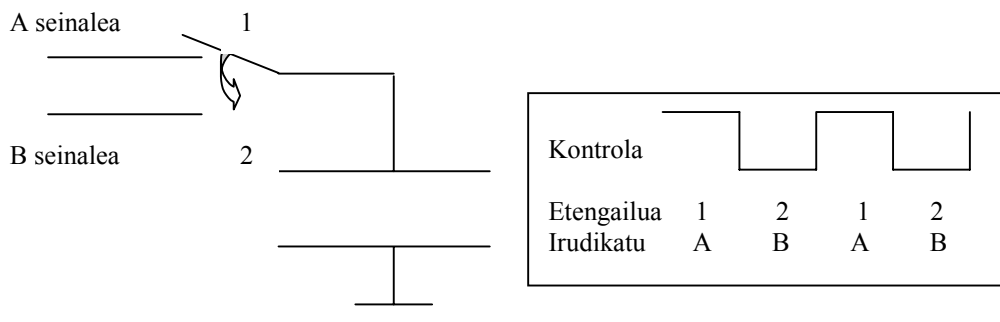 A seinalea 1
B seinalea 2
Kontrola
Etengailua 1 2 1 2
Irudikatu A B A B